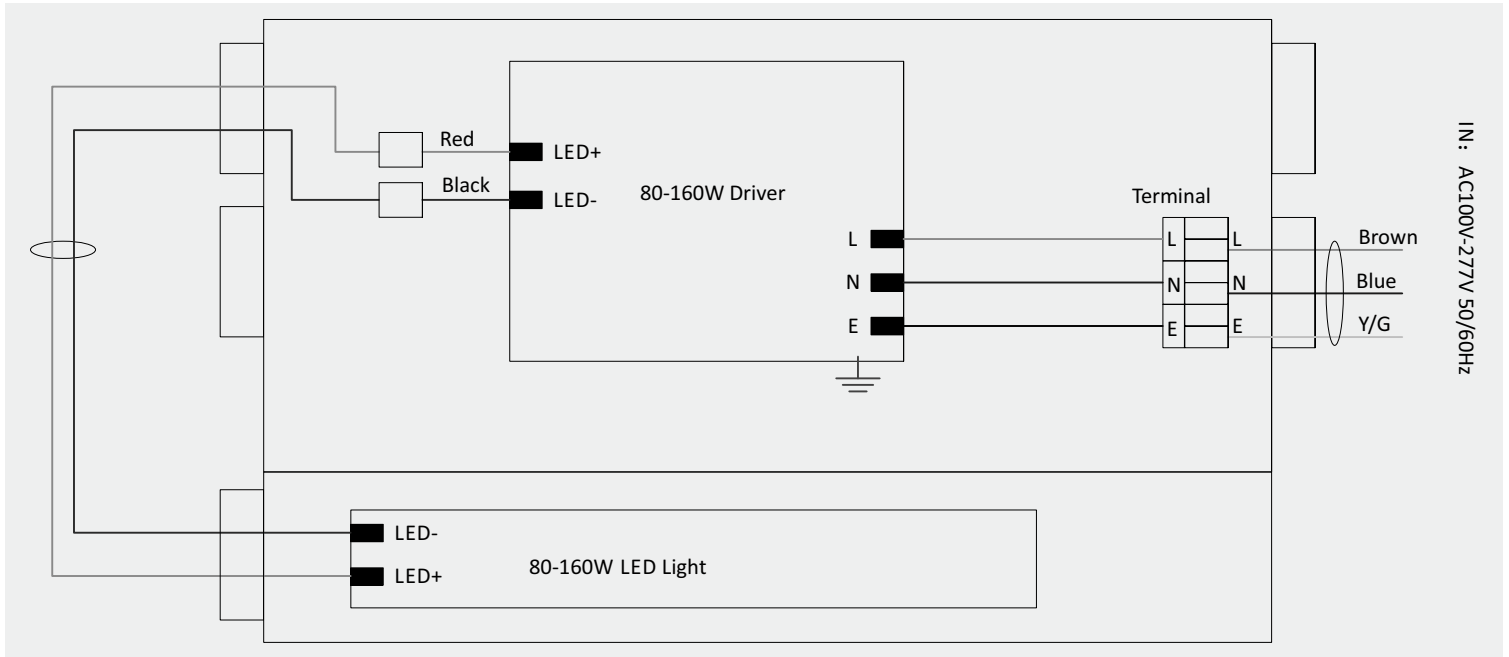 Red
LED+
Black
LED-
80-160W Driver
Terminal
L
L
L
Brown
N
N
N
Blue
E
E
E
Y/G
IN: AC100V-277V 50/60Hz
LED-
LED+
80-160W LED Light